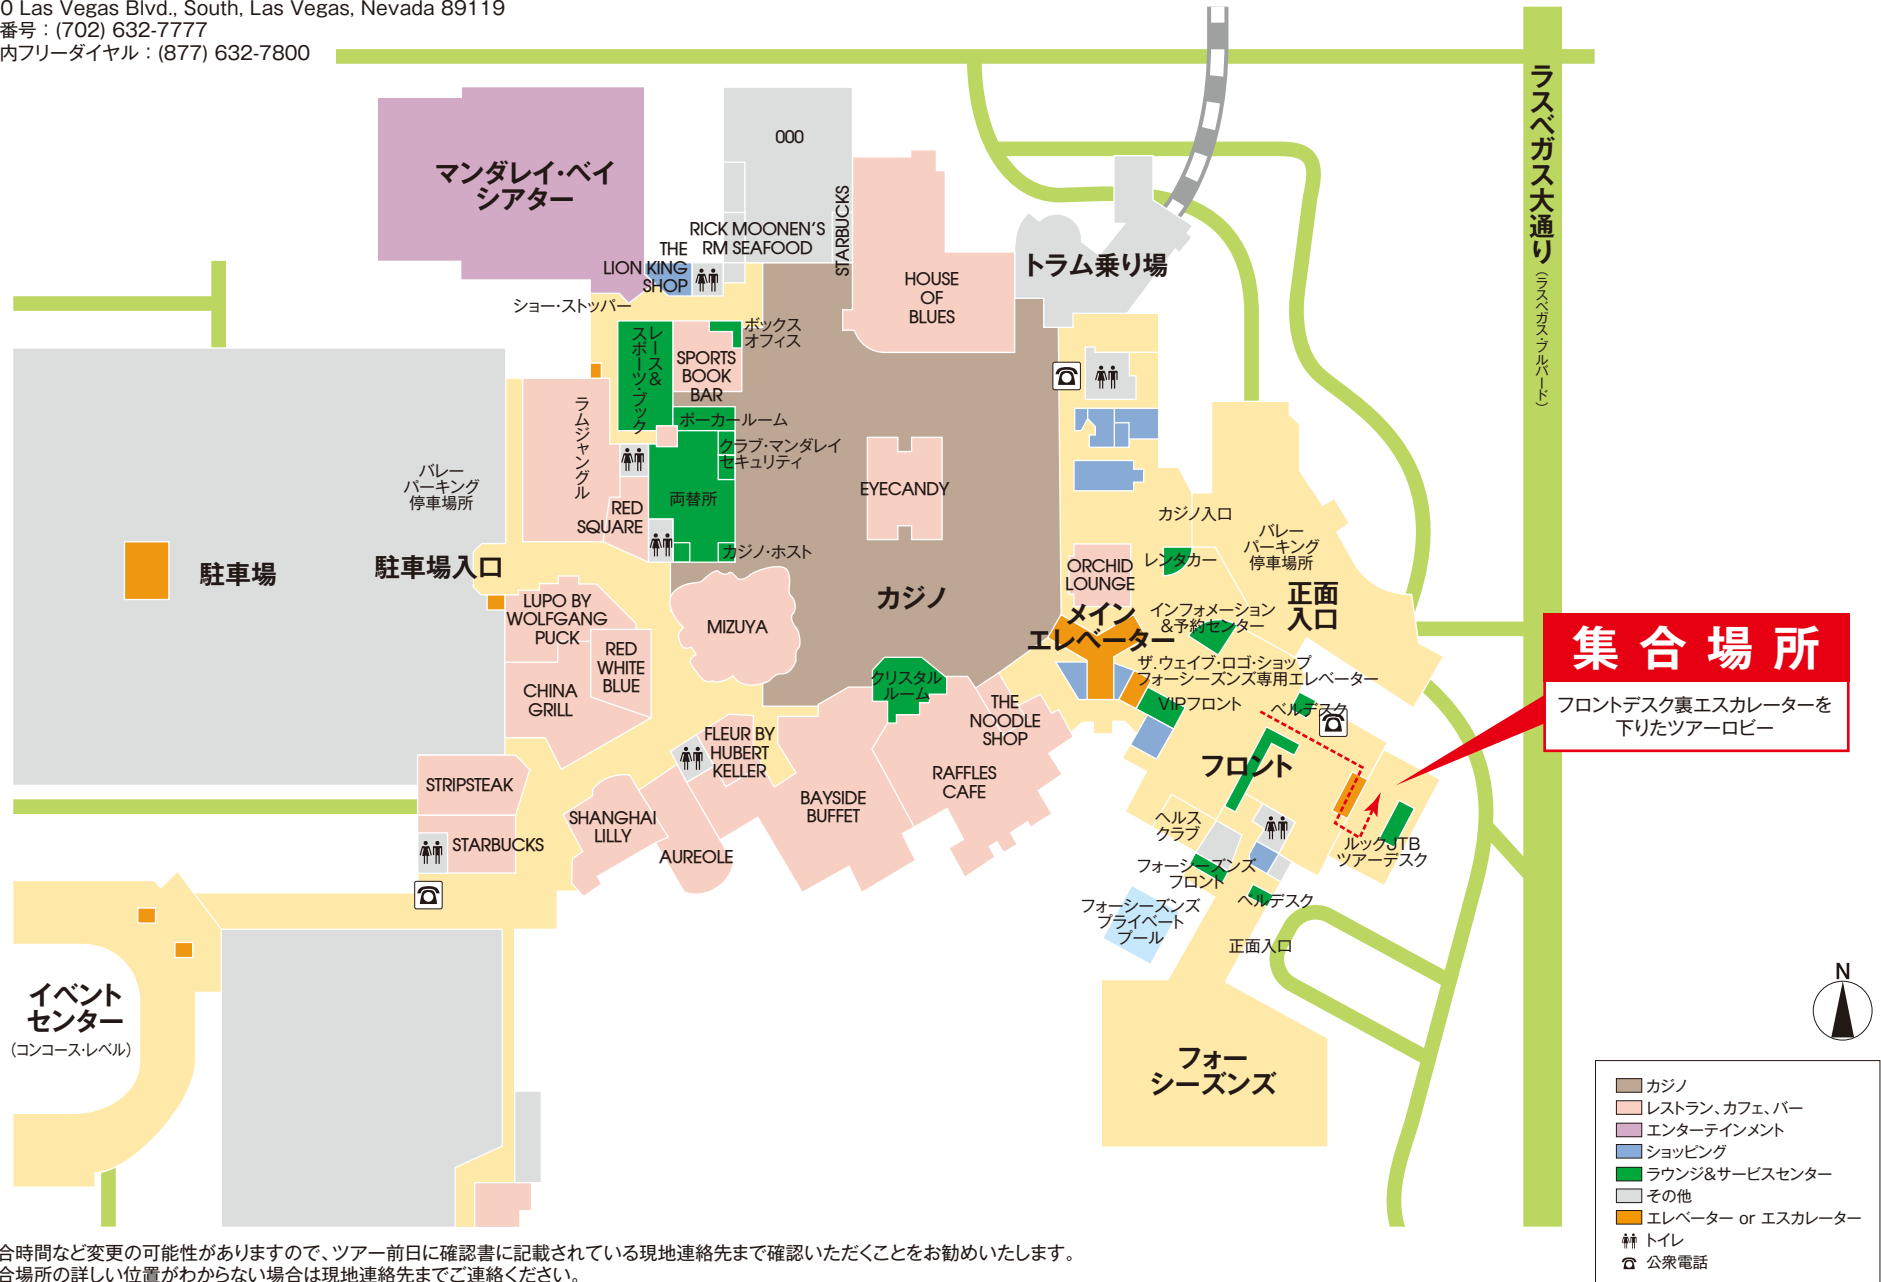 0 Las Vegas Blvd., South, Las Vegas, Nevada 89119
番号：(702) 632-7777
内フリーダイヤル：(877) 632-7800
ラスベガス大通り
(ラスベガス・ブルバード)
マンダレイ・ベイ
シアター
000
RICK MOONEN'S
RM SEAFOOD
STARBUCKS
THE
LION KING
SHOP
ショー・ストッパー
HOUSE
OF
BLUES
トラム乗り場
レース&
スポーツ・ブック
SPORTS
BOOK
BAR
ボックス
オフィス
ポーカールーム
クラブ・マンダレイ
セキュリティ
両替所
カジノ・ホスト
ラムジャングル
RED
SQUARE
バレー
パーキング
停車場所
駐車場
駐車場入口
EYECANDY
カジノ
MIZUYA
LUPO BY
WOLFGANG
PUCK
RED
WHITE
BLUE
CHINA
GRILL
カジノ入口
バレー
パーキング
停車場所
レンタカー
ORCHID
LOUNGE
正面
入口
インフォメーション
&予約センター
メイン
エレベーター
ザ.ウェイブ・ロゴ・ショップ
フォーシーズンズ専用エレベーター
VIPフロント
ベルデスク
集合場所
フロントデスク裏エスカレーターを
下りたツアーロビー
クリスタル
ルーム
THE
NOODLE
SHOP
FLEUR BY
HUBERT
KELLER
フロント
RAFFLES
CAFE
BAYSIDE
BUFFET
STRIPSTEAK
SHANGHAI
LILLY
STARBUCKS
AUREOLE
ヘルス
クラブ
ルックJTB
ツアーデスク
フォーシーズンズ
フロント
ベルデスク
フォーシーズンズ
プライベート
プール
正面入口
イベント
センター
(コンコース・レベル)
フォー
シーズンズ
N
カジノ
レストラン、カフェ、バー
エンターテインメント
ショッピング
ラウンジ&サービスセンター
その他
エレベーター or エスカレーター
トイレ
公衆電話
合時間など変更の可能性がありますので、ツアー前日に確認書に記載されている現地連絡先まで確認いただくことをお勧めいたします。
合場所の詳しい位置がわからない場合は現地連絡先までご連絡ください。